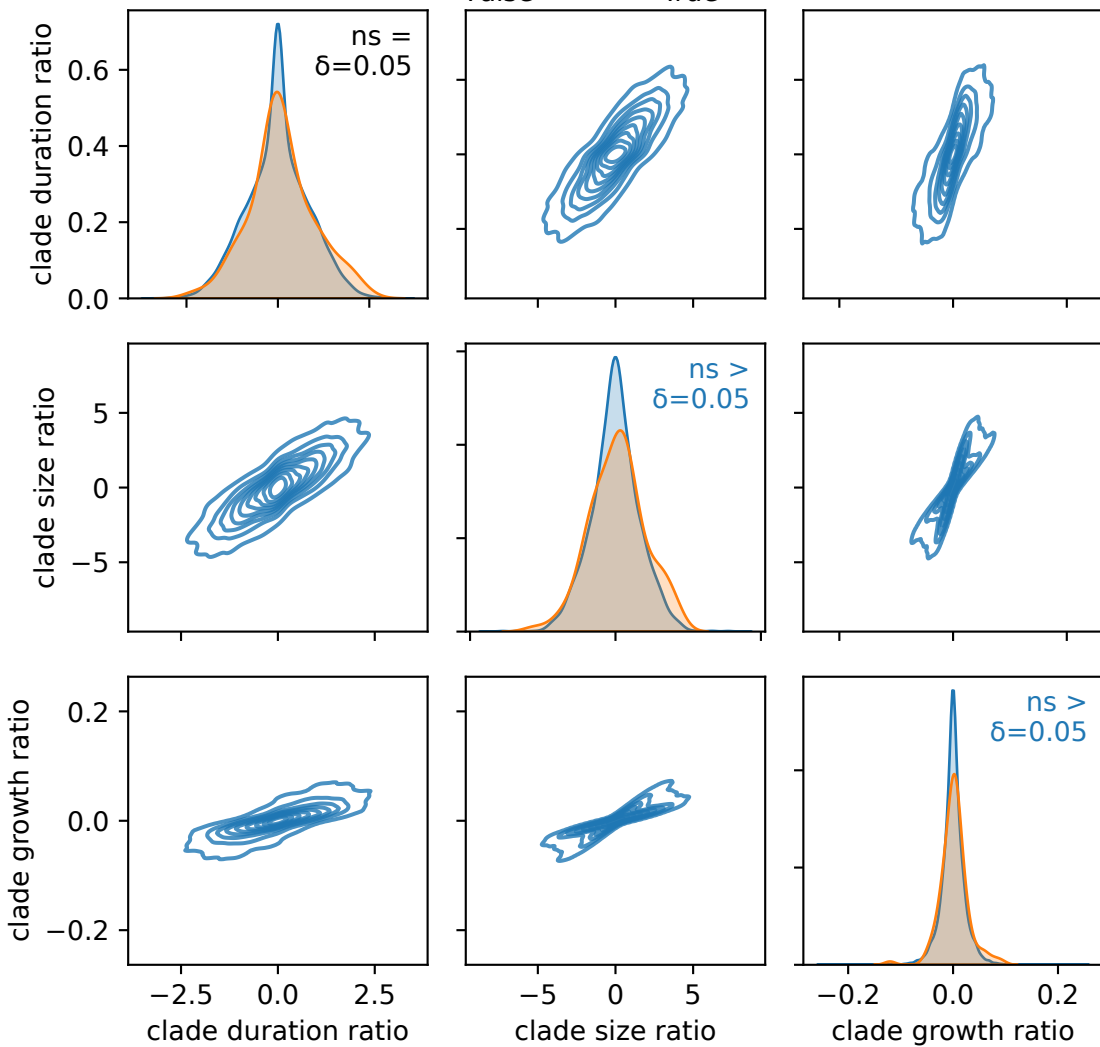 clade duration ratio
0.6
0.4
0.2
0.0
ns =
δ=0.05
clade size ratio
5
0
−5
ns >
δ=0.05
clade growth ratio
0.2
0.0
−0.2
ns >
δ=0.05
−2.5 0.0 2.5
−5 0 5
−0.2 0.0 0.2
clade duration ratio
clade size ratio
clade growth ratio